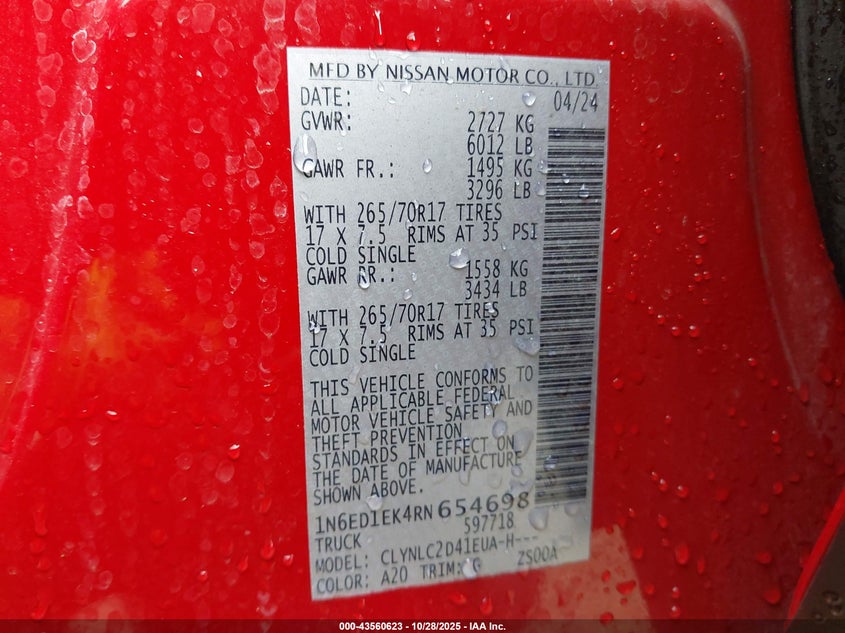 MFD BY NISSAN MOTOR CO., LTD.
DATE: 04/24
GVWR: 2727 KG
6012 LB
GAWR FR.: 1495 KG
3296 LB
WITH 265/70R17 TIRES
17 X 7.5 RIMS AT 35 PSI
COLD SINGLE
GAWR RR.: 1558 KG
3434 LB
WITH 265/70R17 TIRES
17 X 7.5 RIMS AT 35 PSI
COLD SINGLE
THIS VEHICLE CONFORMS TO
ALL APPLICABLE FEDERAL
MOTOR VEHICLE SAFETY AND
THEFT PREVENTION
STANDARDS IN EFFECT ON
THE DATE OF MANUFACTURE
SHOWN ABOVE.
1N6ED1EK4RN654698
597718
TRUCK
MODEL: CLYNLC2D41EUA-H---
COLOR: A20 TRIM: G ZS00A
000-43560623 | 10/28/2025 - IAA Inc.